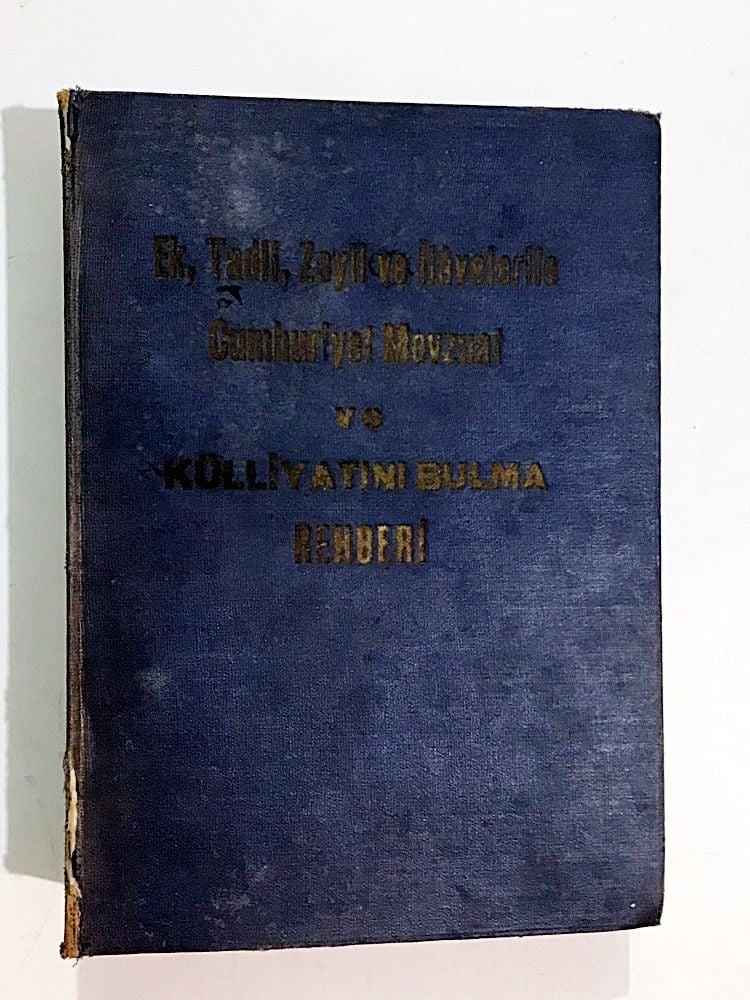 Ek, Tadil, Zeyil ve İlâvelerile
Cumhuriyet Mevzuat
ve
KÜLLİYATINI BULMA
REHBERİ